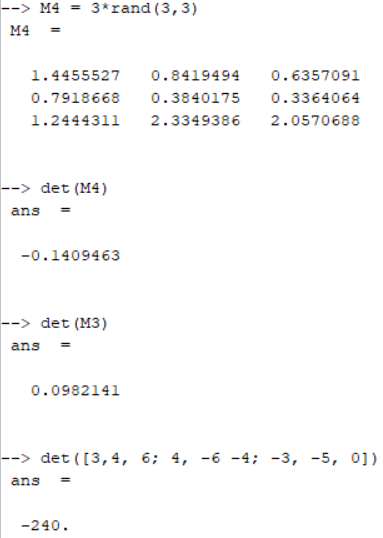 --> M4 = 3*rand(3,3)
M4  =
1.4455527   0.8419494   0.6357091
0.7918668   0.3840175   0.3364064
1.2444311   2.3349386   2.0570688
--> det(M4)
ans  =
-0.1409463
--> det(M3)
ans  =
0.0982141
--> det([3,4, 6; 4, -6 -4; -3, -5, 0])
ans  =
-240.